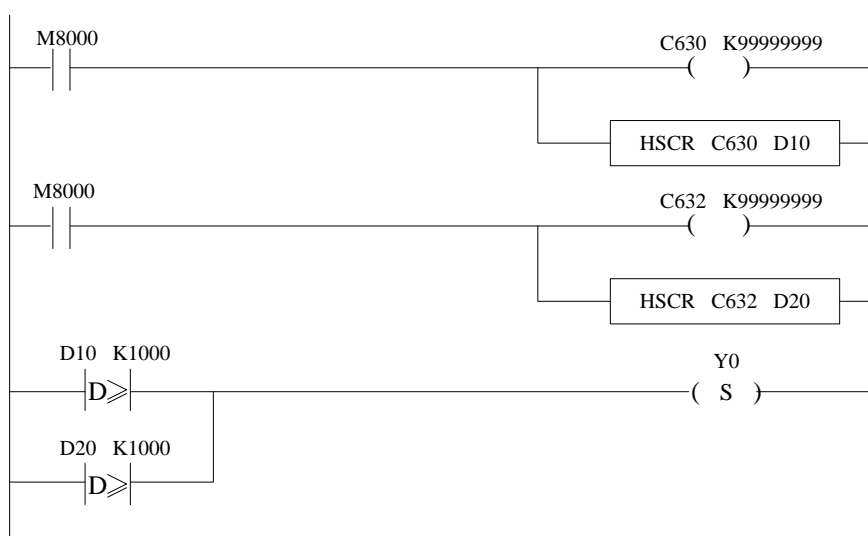 M8000
C630 K99999999
( )
HSCR C630 D10
M8000
C632 K99999999
( )
HSCR C632 D20
D10 K1000
D≥
Y0
( S )
D20 K1000
D≥